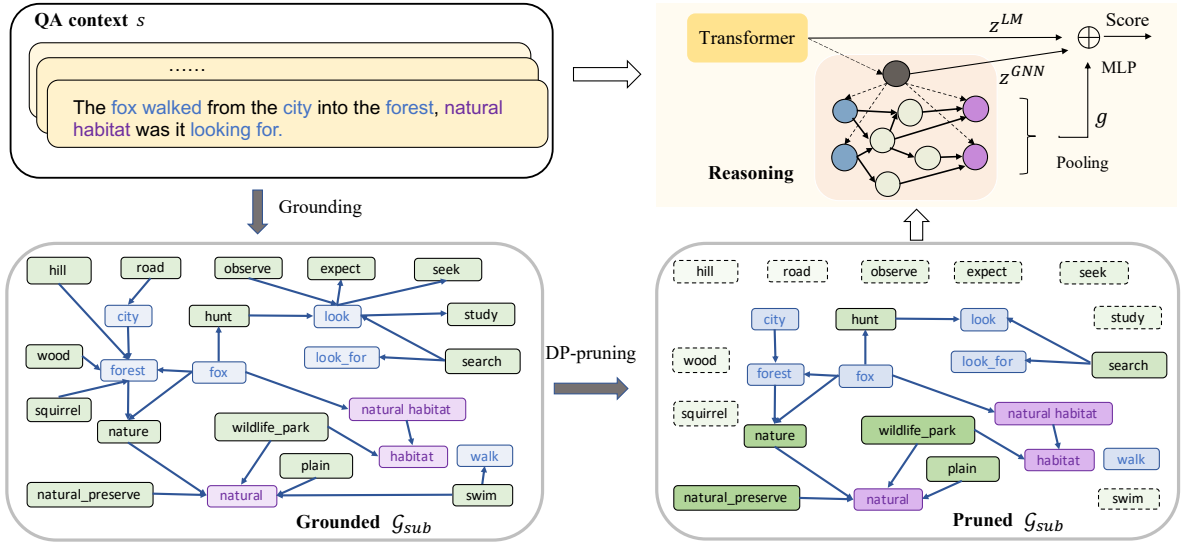 QA context s
......
The fox walked from the city into the forest, natural
habitat was it looking for.
Transformer
z^{LM}
Score
z^{GNN}
MLP
g
Reasoning
Pooling
Grounding
hill
road
observe
expect
seek
city
hunt
look
study
wood
forest
fox
look_for
search
squirrel
nature
wildlife_park
natural habitat
habitat
walk
plain
natural_preserve
natural
swim
Grounded 𝒢_{sub}
DP-pruning
hill
road
observe
expect
seek
city
hunt
look
study
wood
forest
fox
look_for
search
squirrel
nature
wildlife_park
natural habitat
habitat
walk
plain
natural_preserve
natural
swim
Pruned 𝒢_{sub}